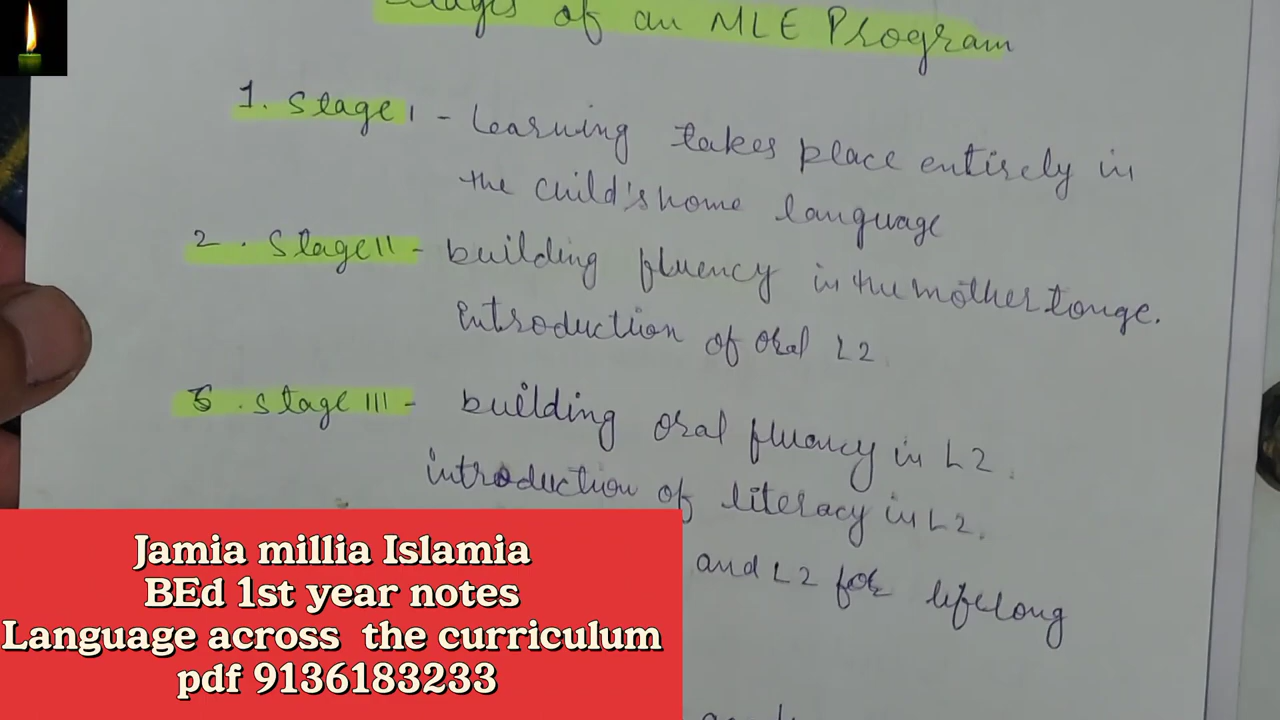 Stages of an MLE Program
1. Stage I - Learning takes place entirely in
the child's home language
2. Stage II - building fluency in the mother tonge.
Introduction of oral L2
3. Stage III - building oral fluency in L2.
introduction of literacy in L2.
and L2 for lifelong
Jamia millia Islamia
BEd 1st year notes
Language across the curriculum
pdf 9136183233